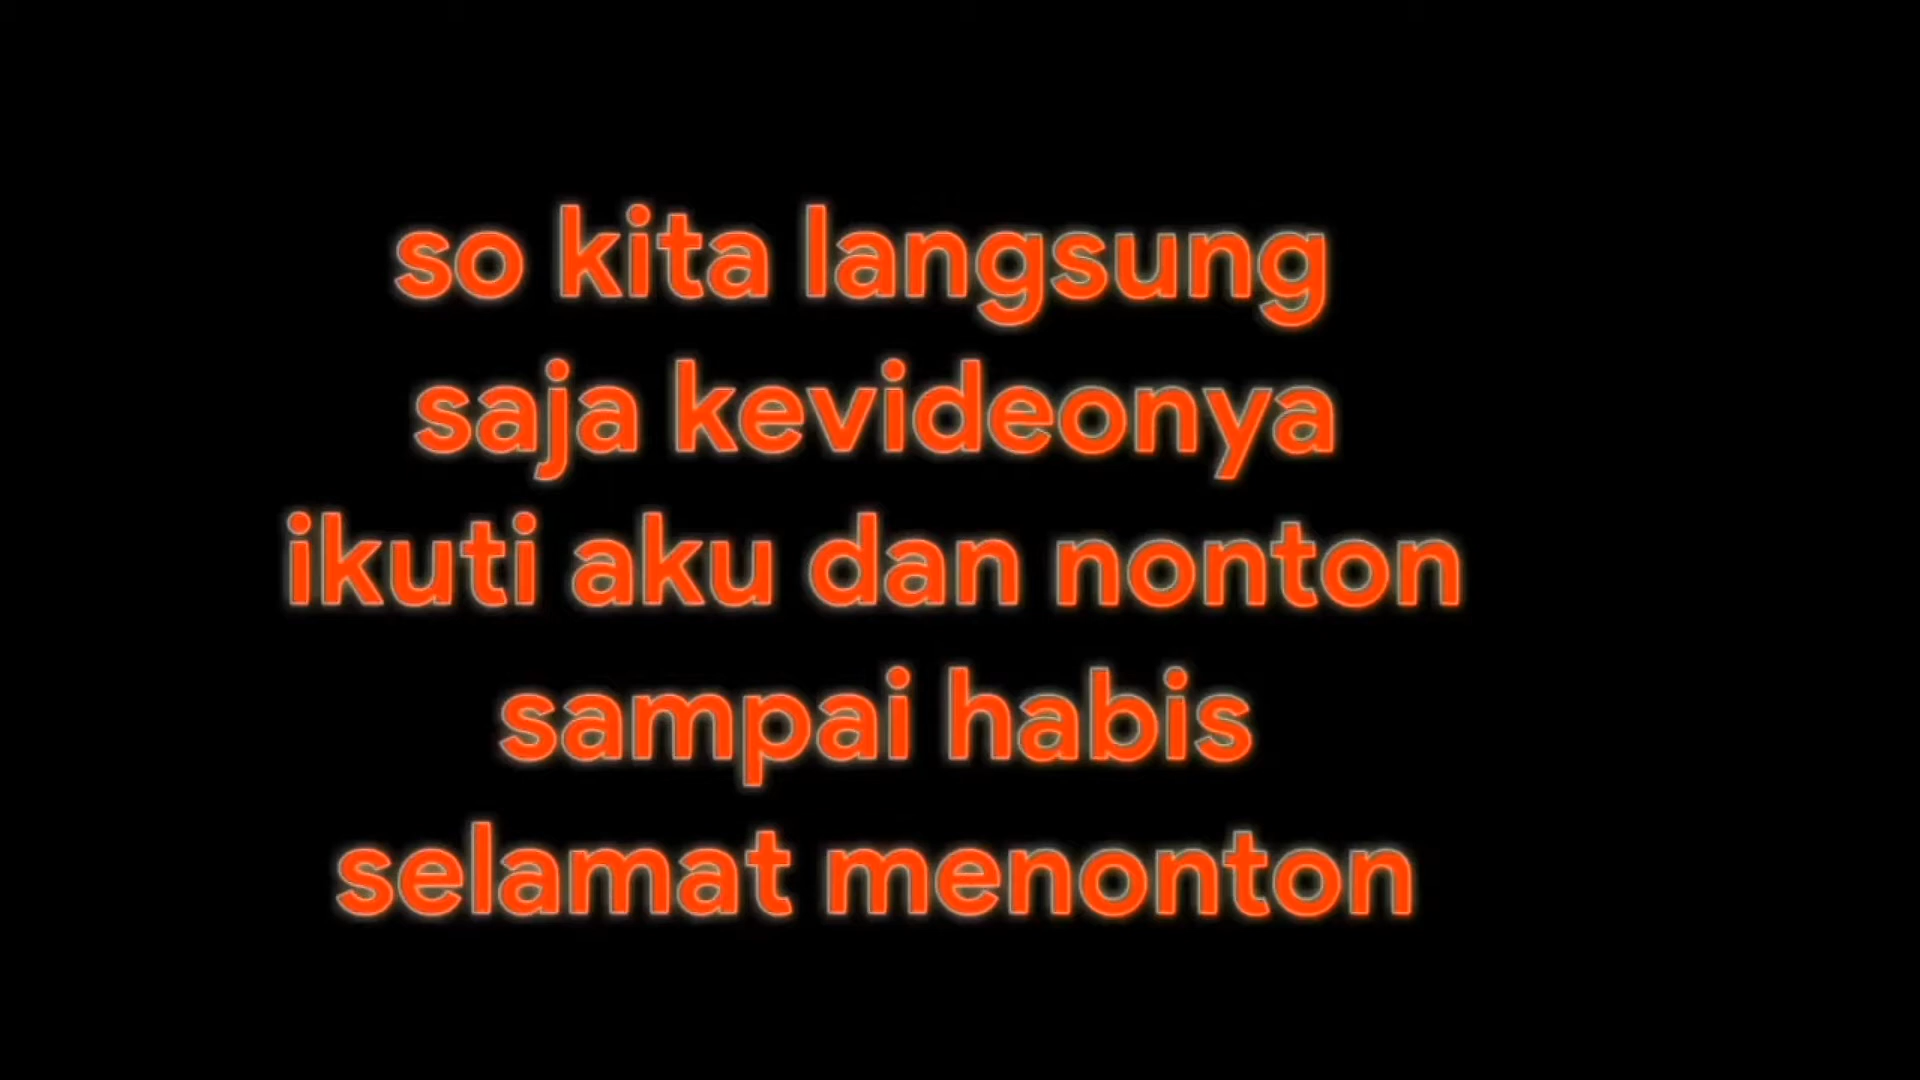 so kita langsung
saja kevideonya
ikuti aku dan nonton
sampai habis
selamat menonton